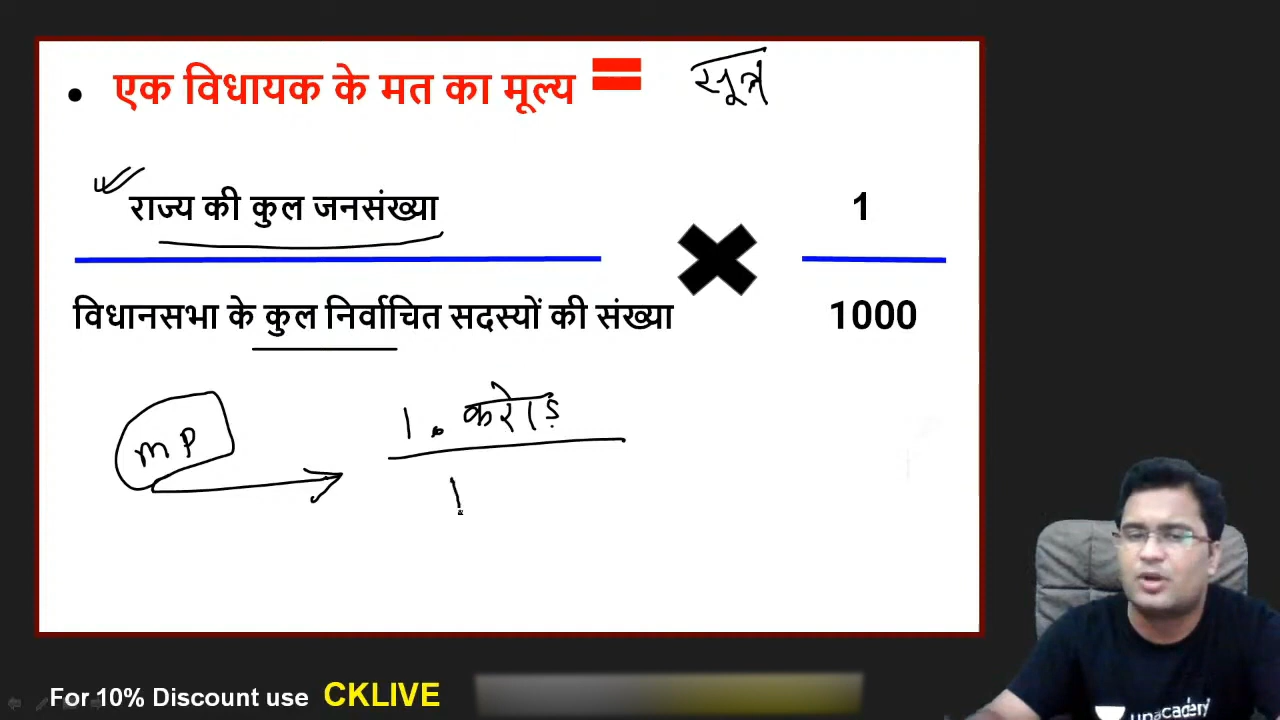 • एक विधायक के मत का मूल्य = सूत्र
राज्य की कुल जनसंख्या
1
विधानसभा के कुल निर्वाचित सदस्यों की संख्या
1000
MP
1. करोड़
1
For 10% Discount use CKLIVE
unacademy